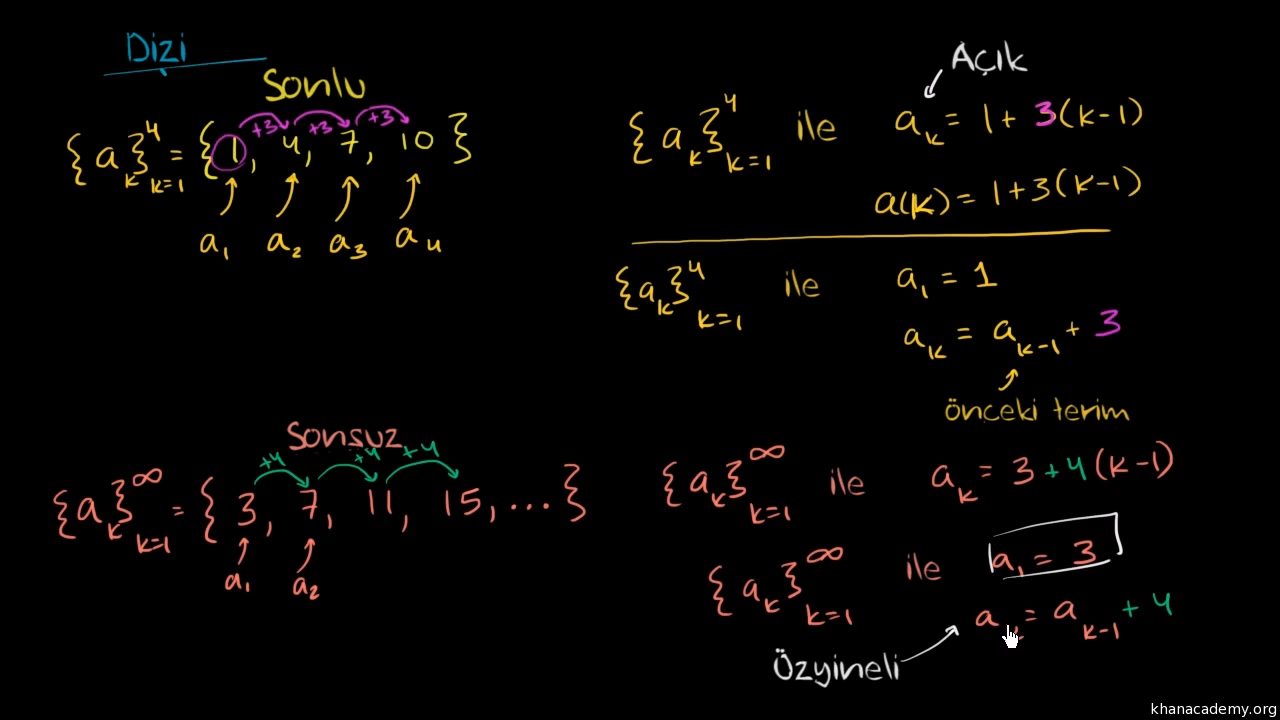 Dizi
Sonlu
{a_k}^4_{k=1} = {1, 4, 7, 10}
+3 +3 +3
a_1 a_2 a_3 a_4
Açık
{a_k}^4_{k=1} ile a_k = 1 + 3(k-1)
a(k) = 1+3(k-1)
{a_k}^4_{k=1} ile a_1 = 1
a_k = a_{k-1} + 3
önceki terim
Sonsuz
+4 +4 +4
{a_k}^∞_{k=1} = {3, 7, 11, 15, ...}
a_1 a_2
{a_k}^∞_{k=1} ile a_k = 3 +4(k-1)
{a_k}^∞_{k=1} ile a_1 = 3
a_k = a_{k-1} + 4
Özyineli
khanacademy.org